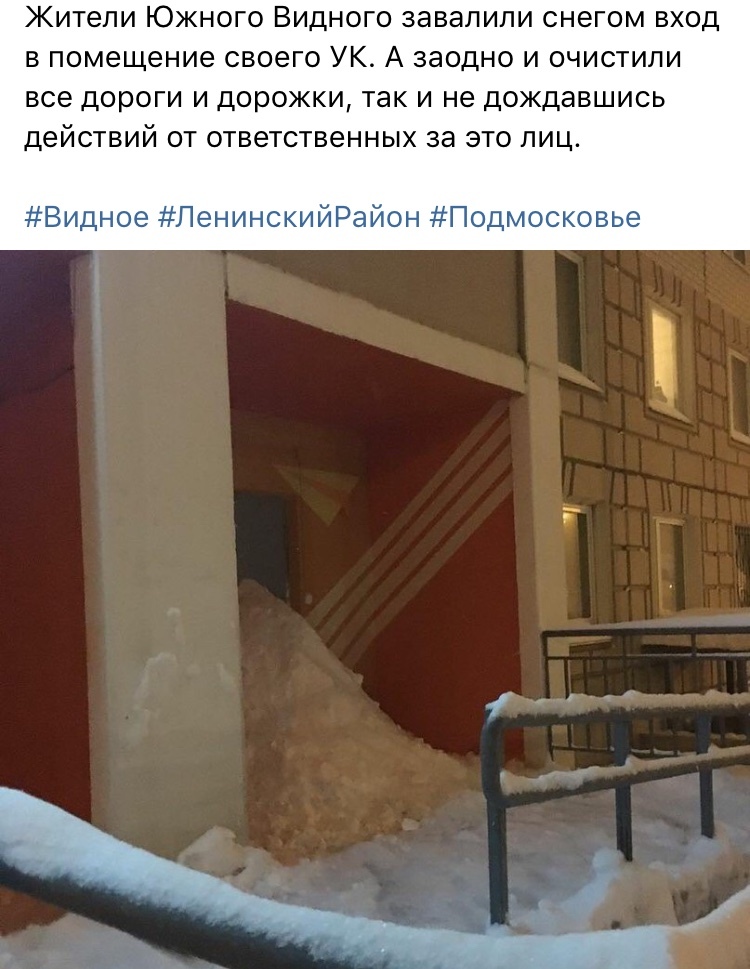 Жители Южного Видного завалили снегом вход
в помещение своего УК. А заодно и очистили
все дороги и дорожки, так и не дождавшись
действий от ответственных за это лиц.
#Видное #ЛенинскийРайон #Подмосковье